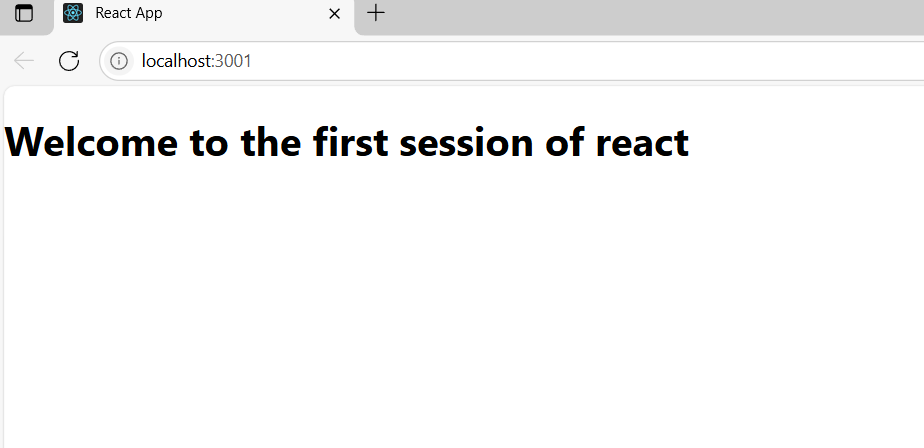 React App
localhost:3001
Welcome to the first session of react